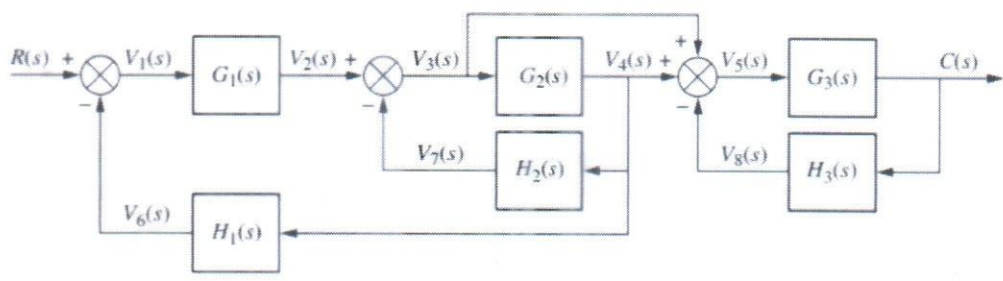 R(s) + V₁(s) G₁(s) V₂(s) + V₃(s) G₂(s) V₄(s) + + V₅(s) G₃(s) C(s)
− − −
V₇(s) H₂(s) V₈(s) H₃(s)
V₆(s) H₁(s)